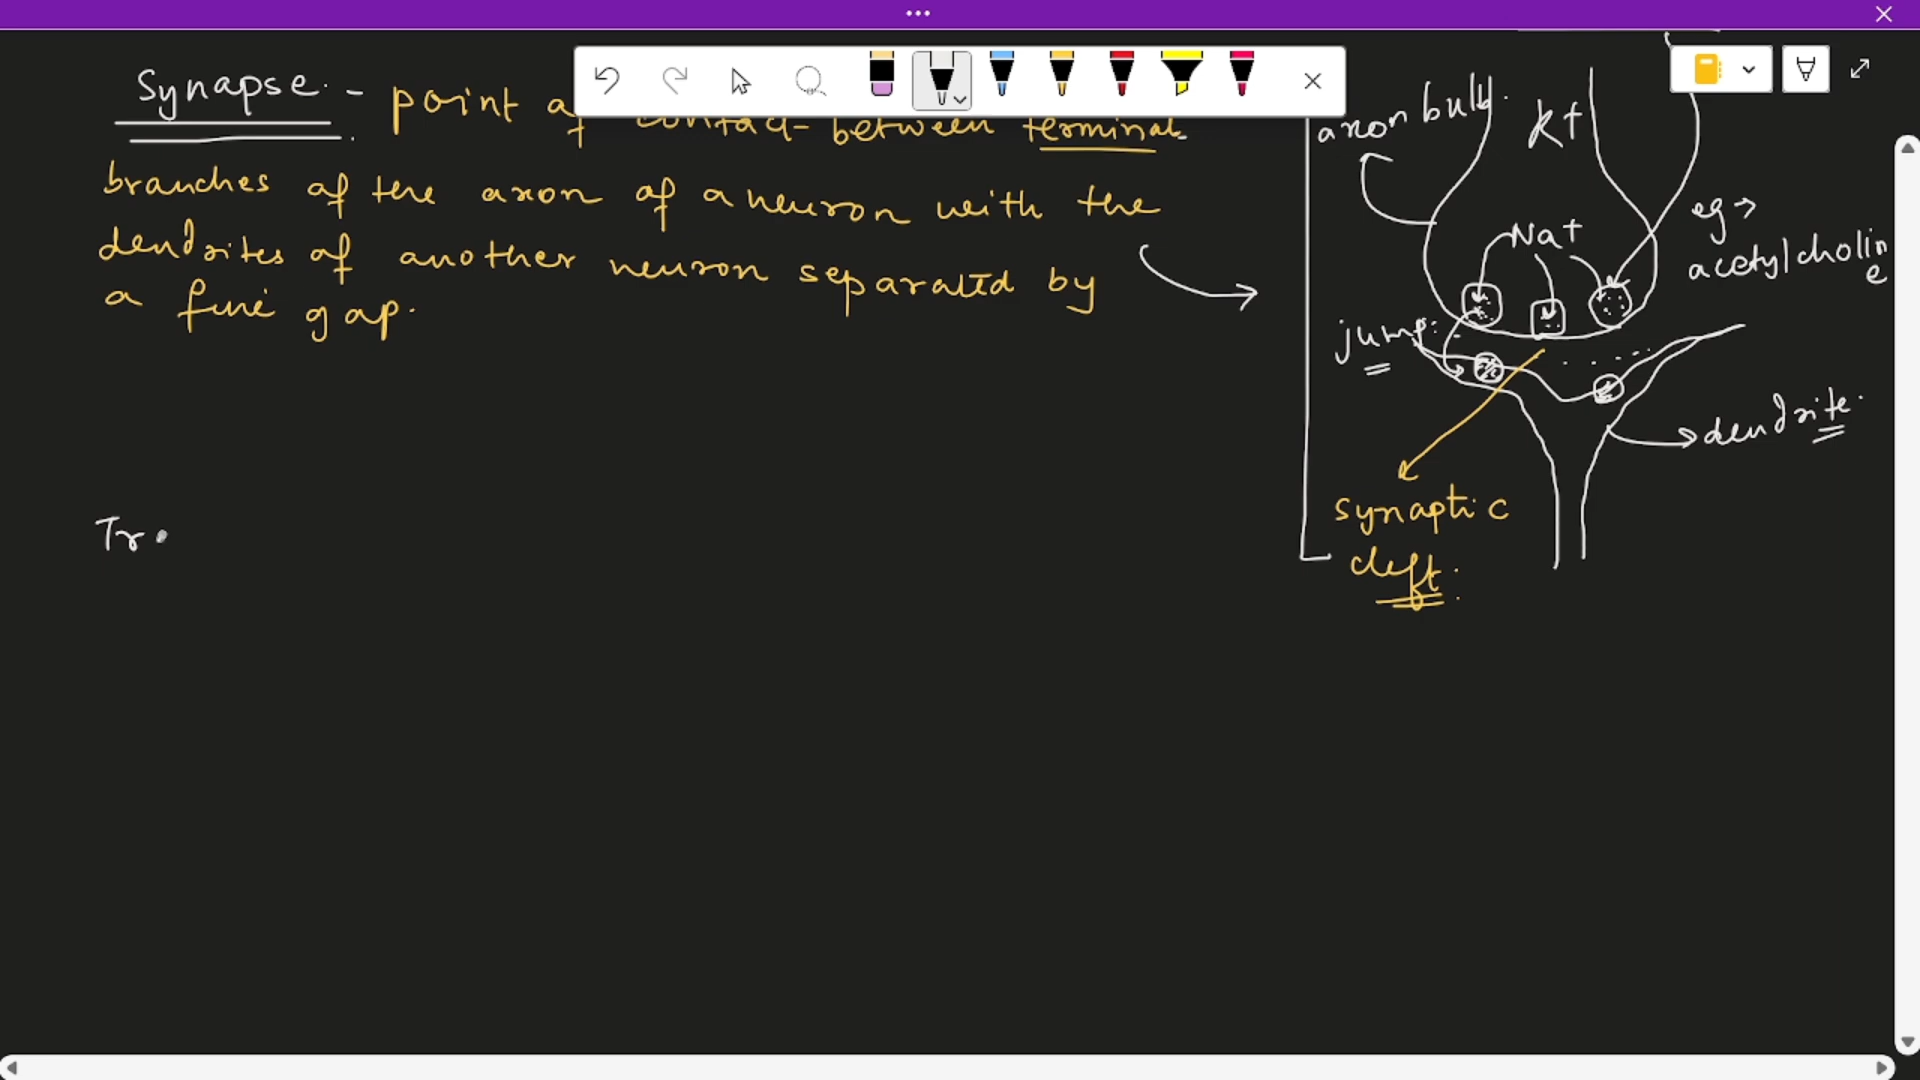 Synapse. - point of contact between terminal
branches of the axon of a neuron with the
dendrites of another neuron separated by
a fine gap.
Tr
axon bulb.
K+
Na+
eg →
acetylcholin
e
jump.
dendrite.
synaptic
cleft.